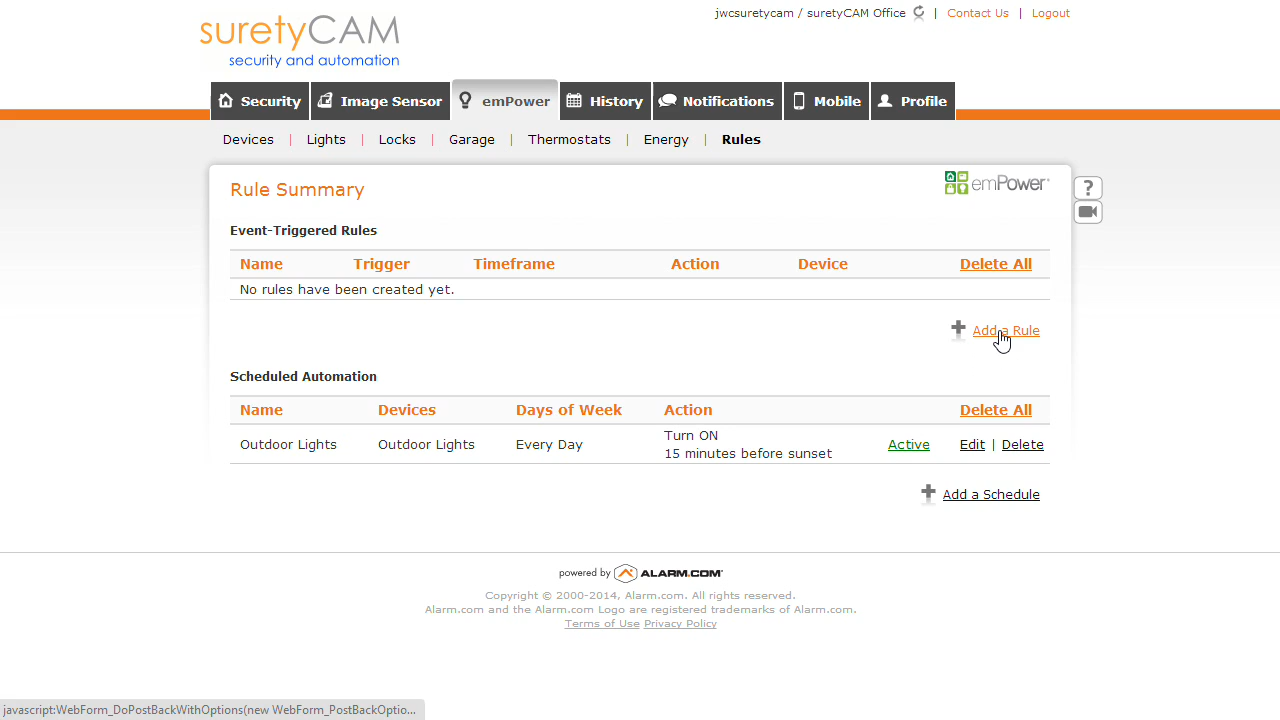 suretyCAM
security and automation
jwcsuretycam / suretyCAM Office | Contact Us | Logout
Security Image Sensor emPower History Notifications Mobile Profile
Devices | Lights | Locks | Garage | Thermostats | Energy | Rules
Rule Summary
emPower
?
Event-Triggered Rules
Name Trigger Timeframe Action Device Delete All
No rules have been created yet.
Add a Rule
Scheduled Automation
Name Devices Days of Week Action Delete All
Outdoor Lights Outdoor Lights Every Day Turn ON Active Edit | Delete
15 minutes before sunset
Add a Schedule
powered by ALARM.COM
Copyright © 2000-2014, Alarm.com. All rights reserved.
Alarm.com and the Alarm.com Logo are registered trademarks of Alarm.com.
Terms of Use Privacy Policy
javascript:WebForm_DoPostBackWithOptions(new WebForm_PostBackOptio...